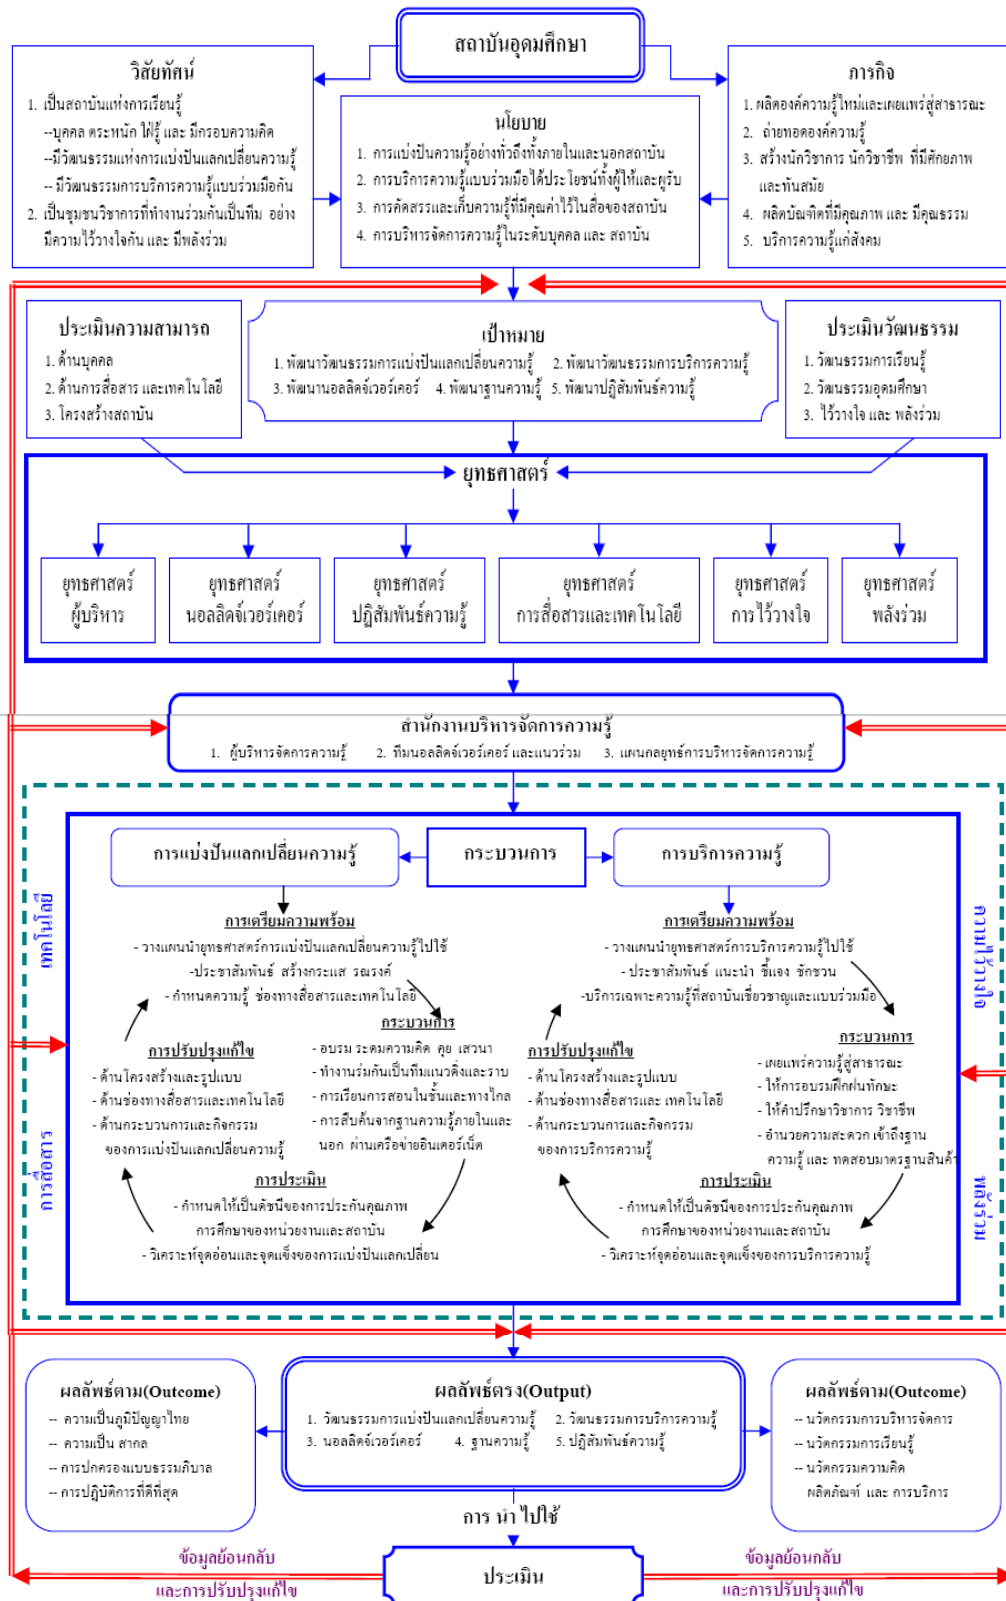 สถาบันอุดมศึกษา
วิสัยทัศน์
1. เป็นสถาบันแห่งการเรียนรู้
--บุคคล ตระหนัก ใฝ่รู้ และ มีกรอบความคิด
--มีวัฒนธรรมแห่งการแบ่งปันแลกเปลี่ยนความรู้
-- มีวัฒนธรรมการบริการความรู้แบบร่วมมือกัน
2. เป็นชุมชนวิชาการที่ทำงานร่วมกันเป็นทีม อย่าง
มีความไว้วางใจกัน และ มีพลังร่วม
นโยบาย
1. การแบ่งปันความรู้อย่างทั่วถึงทั้งภายในและนอกสถาบัน
2. การบริการความรู้แบบร่วมมือได้ประโยชน์ทั้งผู้ให้และผู้รับ
3. การคัดสรรและเก็บความรู้ที่มีคุณค่าไว้ในสื่อของสถาบัน
4. การบริหารจัดการความรู้ในระดับบุคคล และ สถาบัน
ภารกิจ
1. ผลิตองค์ความรู้ใหม่และเผยแพร่สู่สาธารณะ
2. ถ่ายทอดองค์ความรู้
3. สร้างนักวิชาการ นักวิชาชีพ ที่มีศักยภาพ
และทันสมัย
4. ผลิตบัณฑิตที่มีคุณภาพ และ มีคุณธรรม
5. บริการความรู้แก่สังคม
ประเมินความสามารถ
1. ด้านบุคคล
2. ด้านการสื่อสาร และเทคโนโลยี
3. โครงสร้างสถาบัน
เป้าหมาย
1. พัฒนาวัฒนธรรมการแบ่งปันแลกเปลี่ยนความรู้ 2. พัฒนาวัฒนธรรมการบริการความรู้
3. พัฒนานอลลิดจ์เวอร์เคอร์ 4. พัฒนาฐานความรู้ 5. พัฒนาปฏิสัมพันธ์ความรู้
ประเมินวัฒนธรรม
1. วัฒนธรรมการเรียนรู้
2. วัฒนธรรมอุดมศึกษา
3. ไว้วางใจ และ พลังร่วม
ยุทธศาสตร์
ยุทธศาสตร์
ผู้บริหาร
ยุทธศาสตร์
นอลลิดจ์เวอร์เคอร์
ยุทธศาสตร์
ปฏิสัมพันธ์ความรู้
ยุทธศาสตร์
การสื่อสารและเทคโนโลยี
ยุทธศาสตร์
การไว้วางใจ
ยุทธศาสตร์
พลังร่วม
สำนักงานบริหารจัดการความรู้
1. ผู้บริหารจัดการความรู้ 2. ทีมนอลลิดจ์เวอร์เคอร์ และแนวร่วม 3. แผนกลยุทธ์การบริหารจัดการความรู้
เทคโนโลยี
การสื่อสาร
ความไว้วางใจ
พลังร่วม
การแบ่งปันแลกเปลี่ยนความรู้
กระบวนการ
การบริการความรู้
การเตรียมความพร้อม
- วางแผนนำยุทธศาสตร์การแบ่งปันแลกเปลี่ยนความรู้ไปใช้
-ประชาสัมพันธ์ สร้างกระแส รณรงค์
- กำหนดความรู้ ช่องทางสื่อสารและเทคโนโลยี
กระบวนการ
- อบรม ระดมความคิด คุย เสวนา
- ทำงานร่มกันเป็นทีมแนวดิ่งและราบ
- การเรียนการสอนในชั้นและทางไกล
- การสืบค้นจากฐานความรู้ภายในและ
นอก ผ่านเครือข่ายอินเตอร์เน็ต
การปรับปรุงแก้ไข
- ด้านโครงสร้างและรูปแบบ
- ด้านช่องทางสื่อสารและเทคโนโลยี
- ด้านกระบวนการและกิจกรรม
ของการแบ่งปันแลกเปลี่ยนความรู้
การประเมิน
- กำหนดให้เป็นดัชนีของการประกันคุณภาพ
การศึกษาของหน่วยงานและสถาบัน
- วิเคราะห์จุดอ่อนและจุดแข็งของการแบ่งปันแลกเปลี่ยน
การเตรียมความพร้อม
- วางแผนนำยุทธศาสตร์การบริการความรู้ไปใช้
- ประชาสัมพันธ์ แนะนำ ชี้แจง ชักชวน
-บริการเฉพาะความรู้ที่สถาบันเชี่ยวชาญและแบบร่วมมือ
กระบวนการ
- เผยแพร่ความรู้สู่สาธารณะ
- ให้การอบรมฝึกฝนทักษะ
- ให้คำปรึกษาวิชาการ วิชาชีพ
- อำนวยความสะดวก เข้าถึงฐาน
ความรู้ และ ทดสอบมาตรฐานสินค้า
การปรับปรุงแก้ไข
- ด้านโครงสร้างและรูปแบบ
- ด้านช่องทางสื่อสารและ เทคโนโลยี
- ด้านกระบวนการและกิจกรรม
ของการบริการความรู้
การประเมิน
- กำหนดให้เป็นดัชนีของการประกันคุณภาพ
การศึกษาของหน่วยงานและสถาบัน
- วิเคราะห์จุดอ่อนและจุดแข็งของการบริการความรู้
ผลลัพธ์ตาม(Outcome)
-- ความเป็นภูมิปัญญาไทย
-- ความเป็น สากล
-- การปกครองแบบธรรมภิบาล
-- การปฏิบัติการที่ดีที่สุด
ผลลัพธ์ตรง(Output)
1. วัฒนธรรมการแบ่งปันแลกเปลี่ยนความรู้ 2. วัฒนธรรมการบริการความรู้
3. นอลลิดจ์เวอร์เคอร์ 4. ฐานความรู้ 5. ปฏิสัมพันธ์ความรู้
ผลลัพธ์ตาม(Outcome)
-- นวัตกรรมการบริหารจัดการ
-- นวัตกรรมการเรียนรู้
-- นวัตกรรมความคิด
ผลิตภัณฑ์ และ การบริการ
การ นำ ไปใช้
ประเมิน
ข้อมูลย้อนกลับ
และการปรับปรุงแก้ไข
ข้อมูลย้อนกลับ
และการปรับปรุงแก้ไข